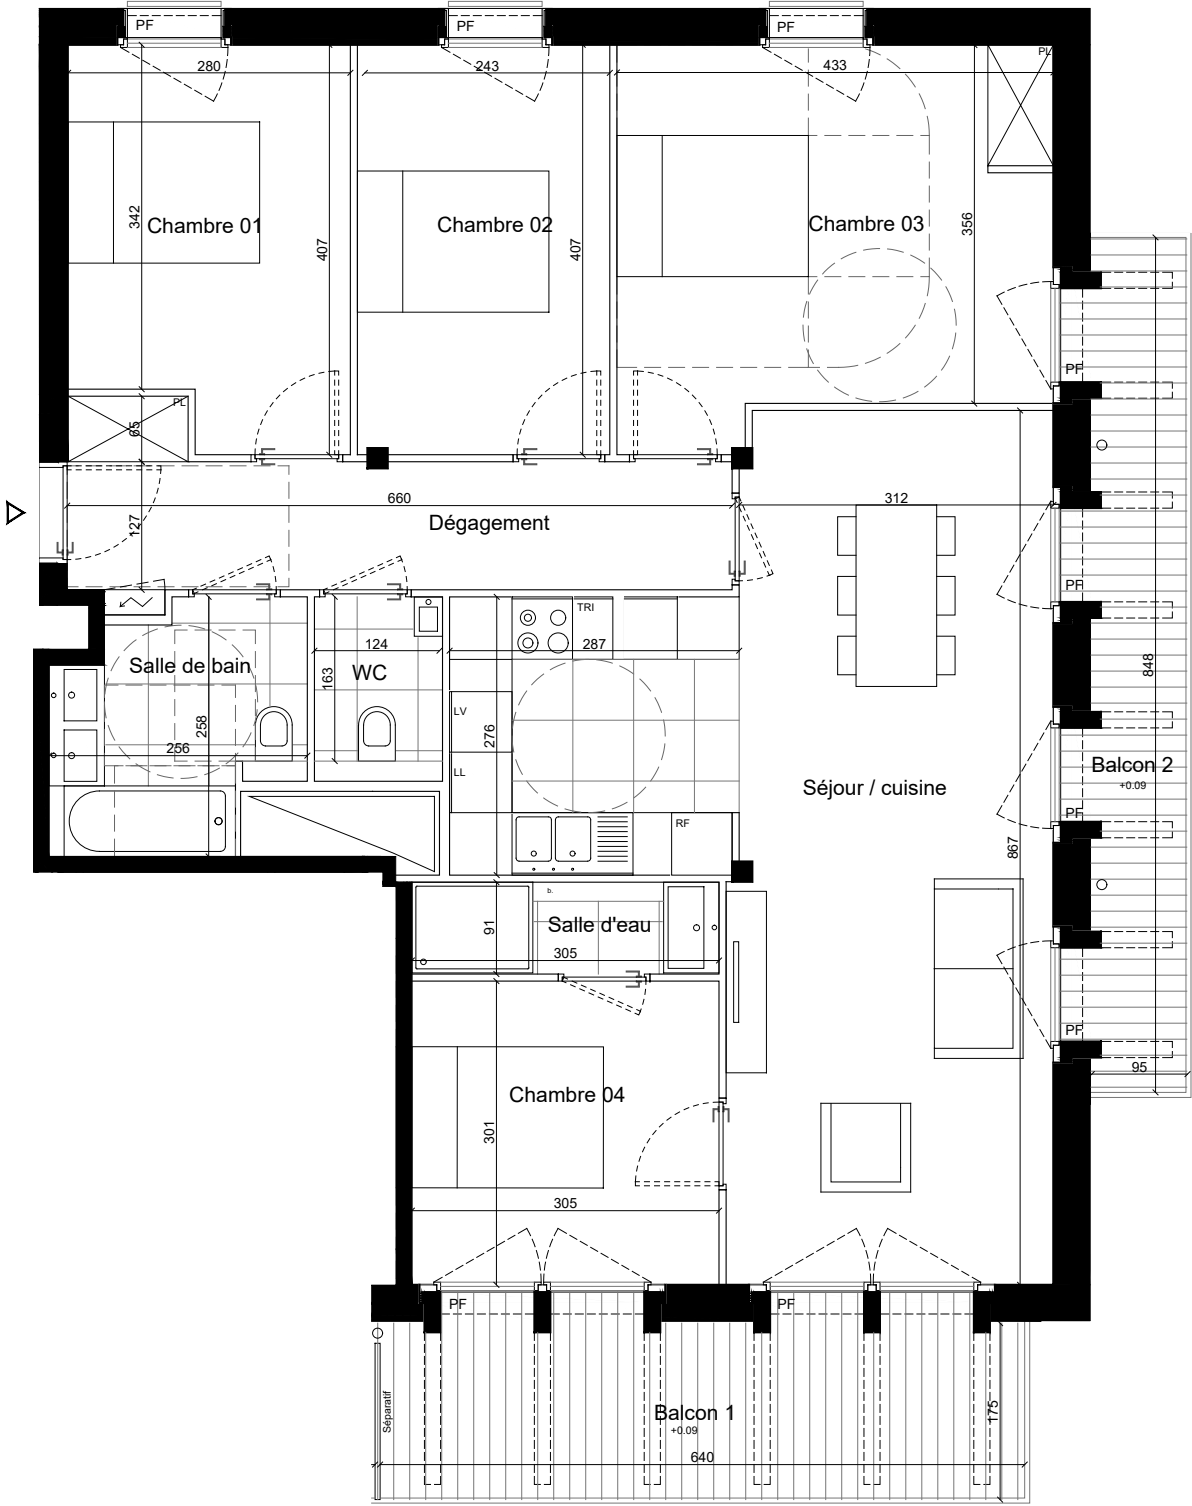 PF
PF
PF
280
243
433
PL
342
Chambre 01
407
Chambre 02
407
Chambre 03
356
PF
PL
65
660
312
127
Dégagement
PF
TRI
124
287
Salle de bain
WC
163
258
256
LV
276
LL
848
Balcon 2
+0.09
Séjour / cuisine
PF
RF
867
b.
Salle d'eau
91
305
PF
95
Chambre 04
301
305
PF
PF
Séparatif
Balcon 1
+0.09
175
640